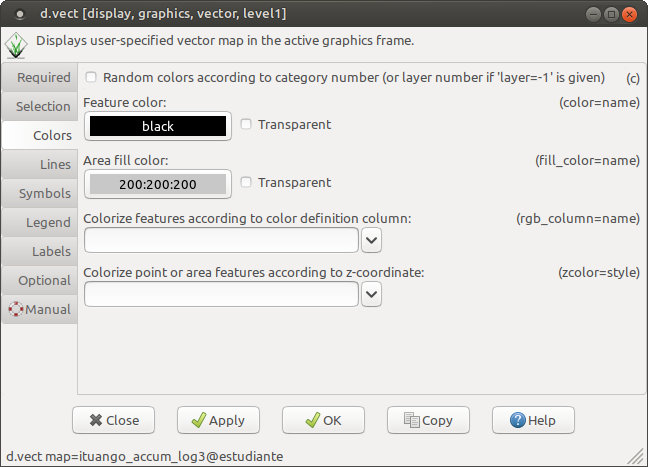 d.vect [display, graphics, vector, level1]
Displays user-specified vector map in the active graphics frame.
Required
Selection
Colors
Lines
Symbols
Legend
Labels
Optional
Manual
Random colors according to category number (or layer number if 'layer=-1' is given) (c)
Feature color: (color=name)
black Transparent
Area fill color: (fill_color=name)
200:200:200 Transparent
Colorize features according to color definition column: (rgb_column=name)
Colorize point or area features according to z-coordinate: (zcolor=style)
Close Apply OK Copy Help
d.vect map=ituango_accum_log3@estudiante